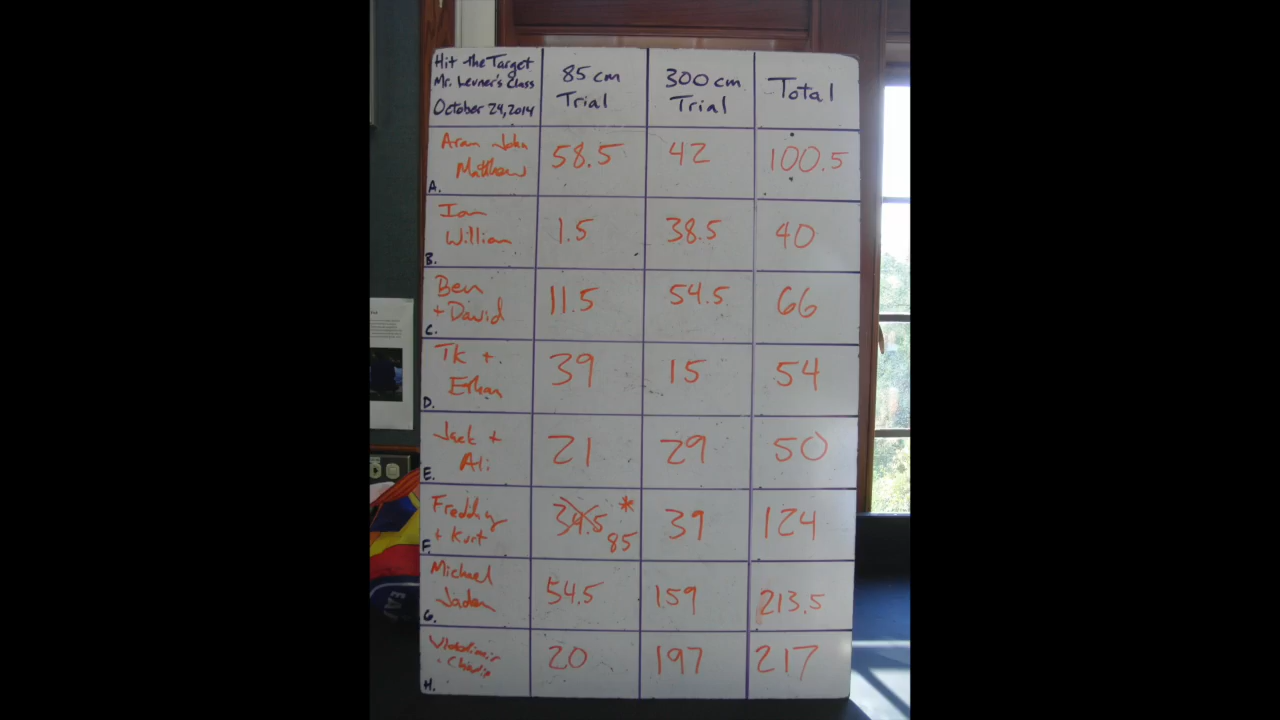 Hit the Target
Mr. Levner's Class
October 24, 2014
85 cm
Trial
300 cm
Trial
Total
Aram John
Matthew
A.
58.5
42
100.5
Ian
William
B.
1.5
38.5
40
Ben
+ David
C.
11.5
54.5
66
TK +
Ethan
D.
39
15
54
Jack +
Ali
E.
21
29
50
Freddy
+ Kurt
F.
34.5 *
85
39
124
Michael
Jaden
G.
54.5
159
213.5
Vladimir
H.
20
197
217
EA